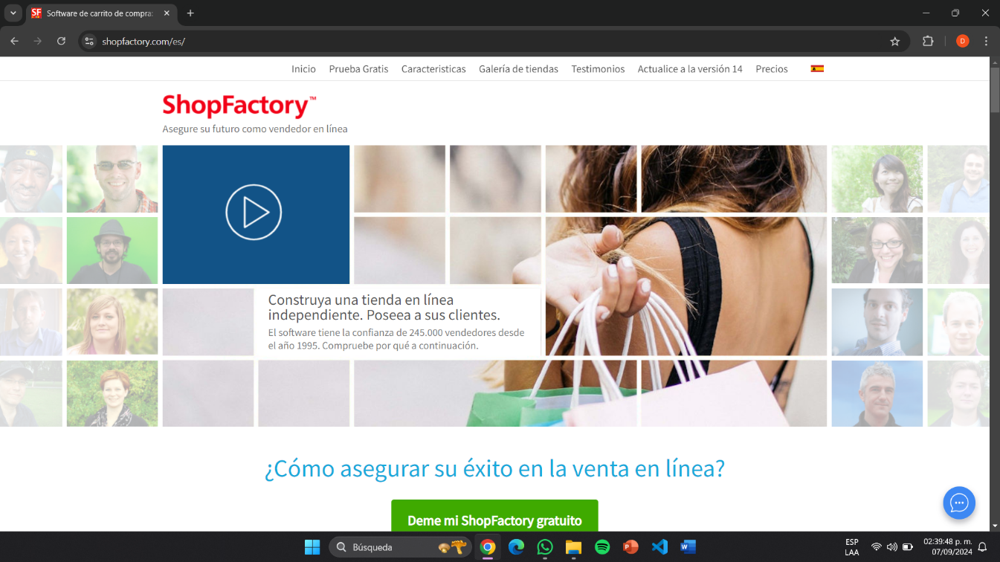 Software de carrito de compra:
shopfactory.com/es/
D
Inicio Prueba Gratis Caracteristicas Galería de tiendas Testimonios Actualice a la versión 14 Precios
ShopFactory™
Asegure su futuro como vendedor en línea
Construya una tienda en línea
independiente. Posea a sus clientes.
El software tiene la confianza de 245.000 vendedores desde
el año 1995. Compruebe por qué a continuación.
¿Cómo asegurar su éxito en la venta en línea?
Deme mi ShopFactory gratuito
Búsqueda
ESP
LAA
02:39:48 p. m.
07/09/2024